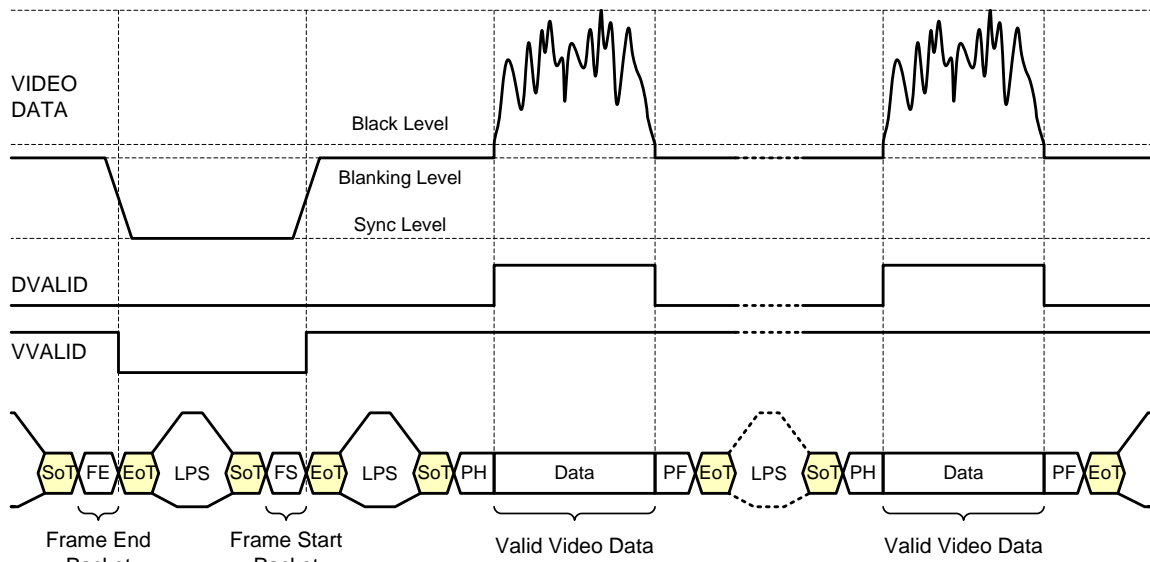 VIDEO
DATA
Black Level
Blanking Level
Sync Level
DVALID
VVALID
SoT FE EoT LPS SoT FS EoT LPS SoT PH Data PF EoT LPS SoT PH Data PF EoT
Frame End
Frame Start
Valid Video Data
Valid Video Data